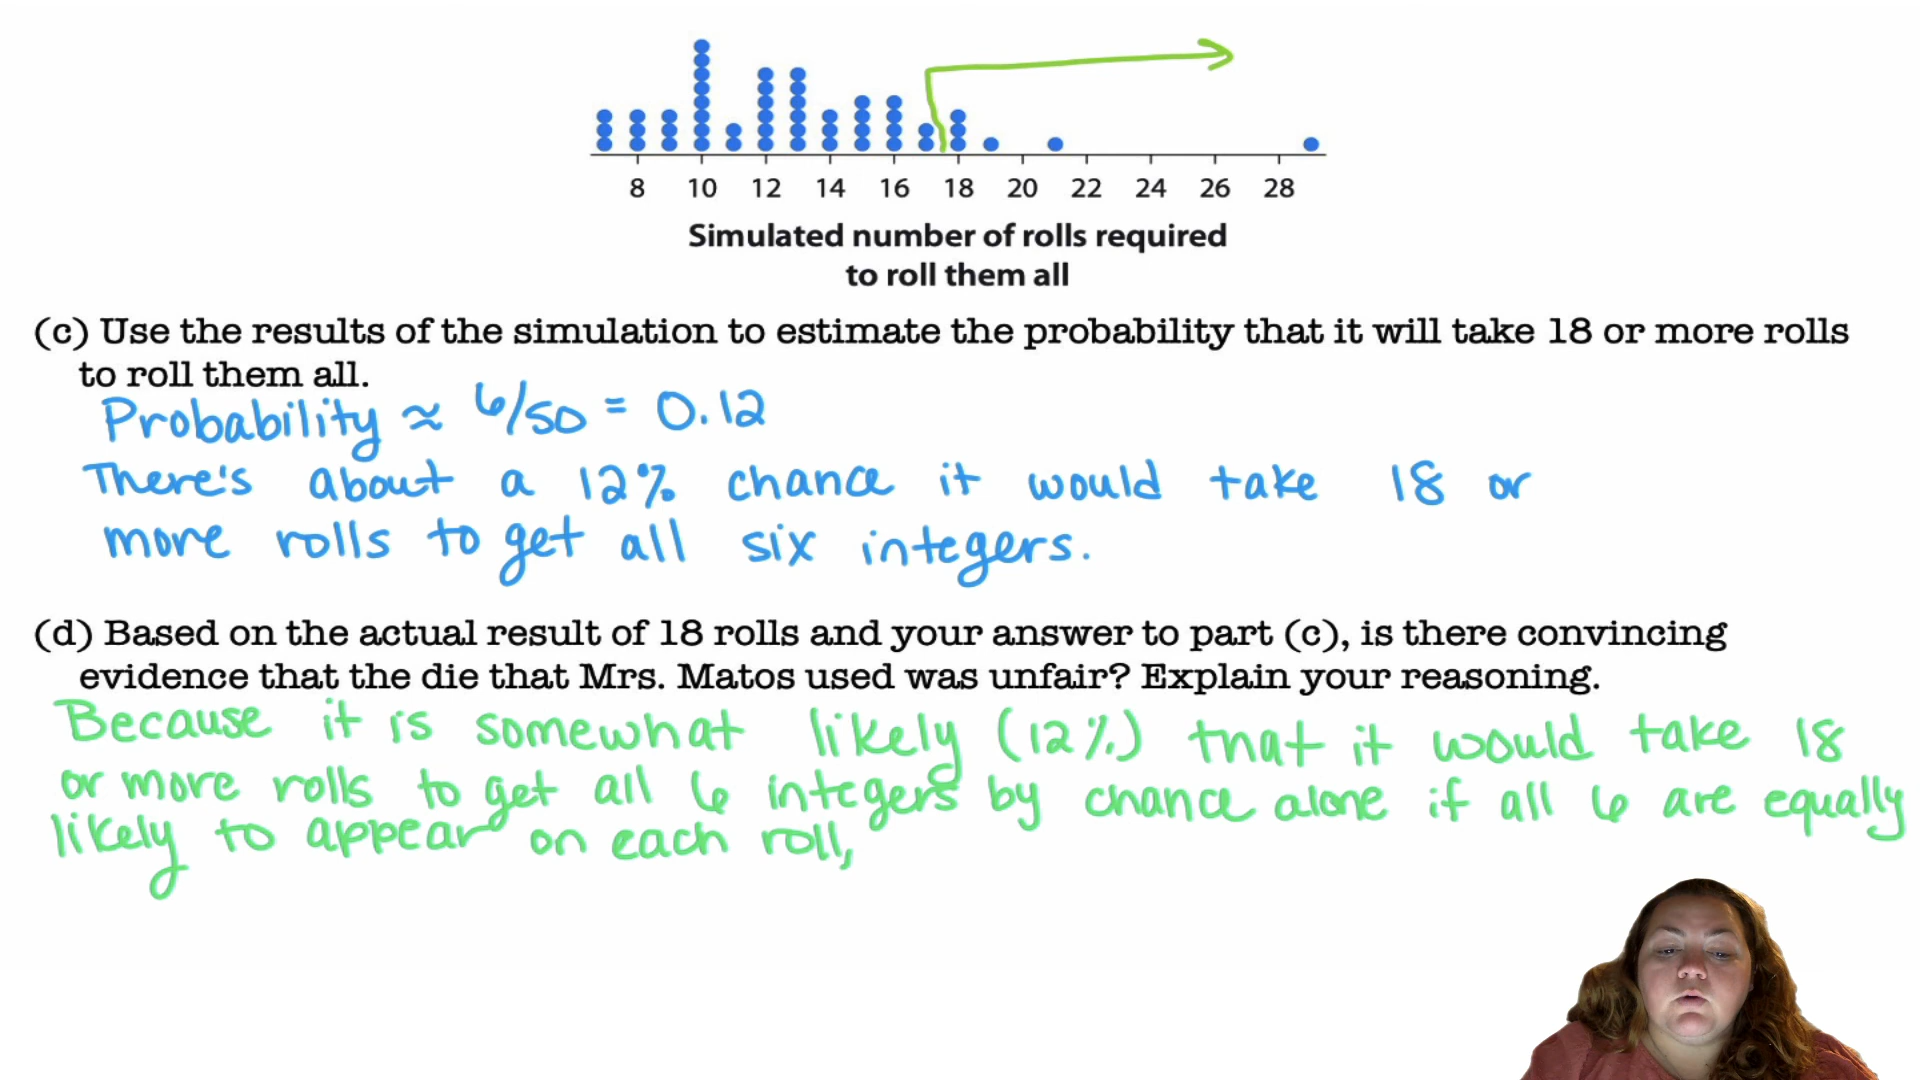 8 10 12 14 16 18 20 22 24 26 28
Simulated number of rolls required
to roll them all
(c) Use the results of the simulation to estimate the probability that it will take 18 or more rolls
to roll them all.
Probability ≈ 6/50 = 0.12
There's about a 12% chance it would take 18 or
more rolls to get all six integers.
(d) Based on the actual result of 18 rolls and your answer to part (c), is there convincing
evidence that the die that Mrs. Matos used was unfair? Explain your reasoning.
Because it is somewhat likely (12%) that it would take 18
or more rolls to get all 6 integers by chance alone if all 6 are equally
likely to appear on each roll,